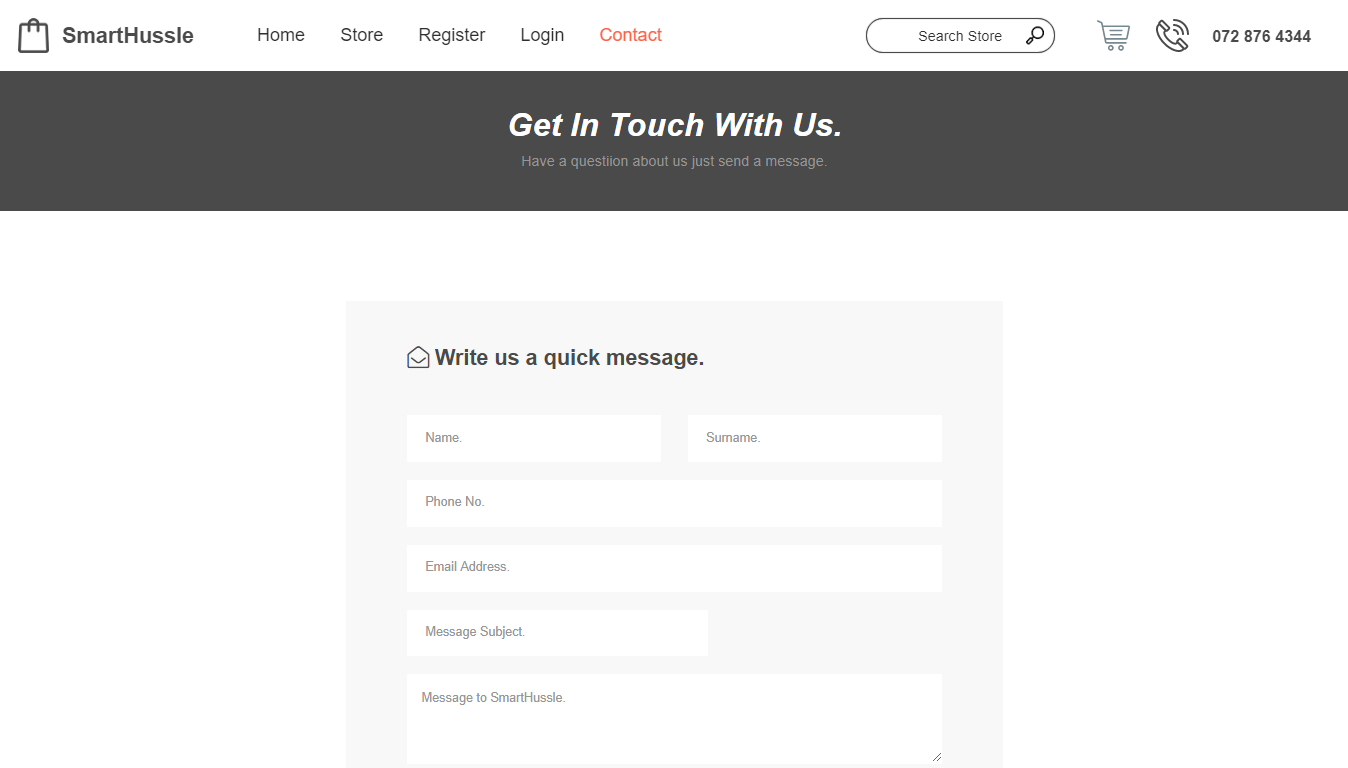 SmartHussle Home Store Register Login Contact Search Store 072 876 4344
Get In Touch With Us.
Have a questiion about us just send a message.
Write us a quick message.
Name. Surname.
Phone No.
Email Address.
Message Subject.
Message to SmartHussle.